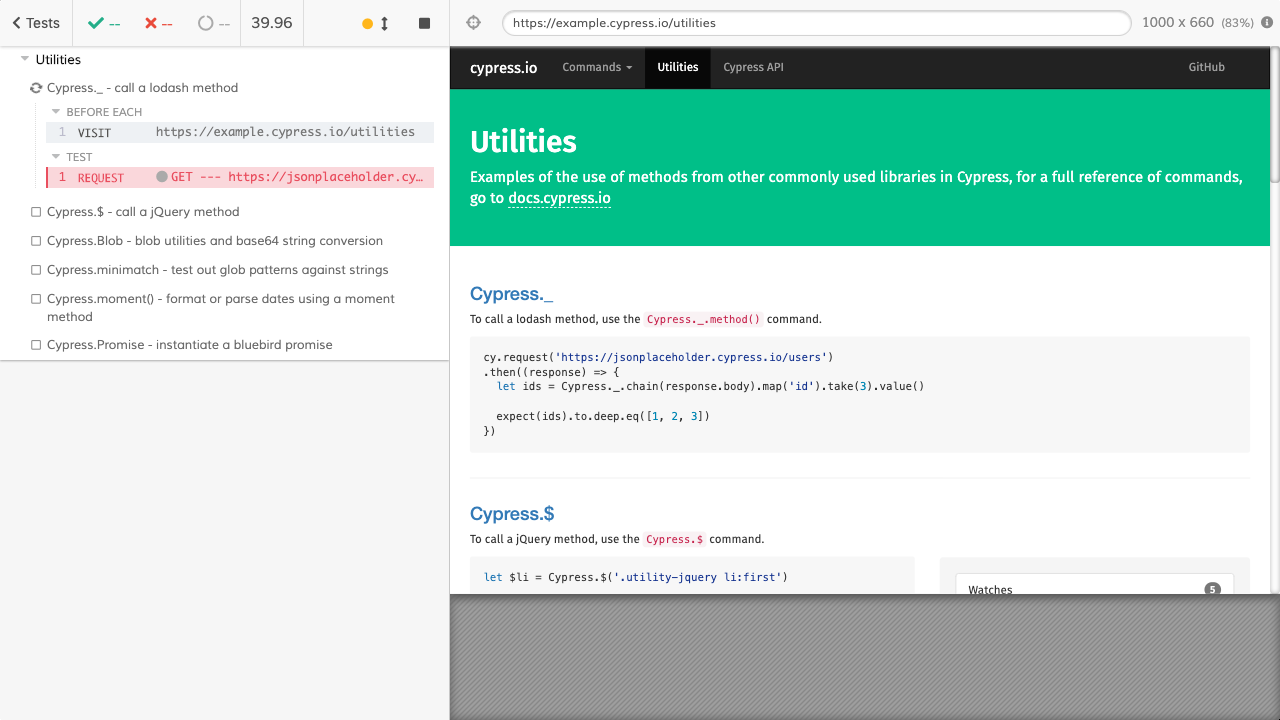 Tests
--
--
--
39.96
https://example.cypress.io/utilities
1000 x 660 (83%)
Utilities
Cypress._ - call a lodash method
BEFORE EACH
1 VISIT https://example.cypress.io/utilities
TEST
1 REQUEST GET --- https://jsonplaceholder.cy…
Cypress.$ - call a jQuery method
Cypress.Blob - blob utilities and base64 string conversion
Cypress.minimatch - test out glob patterns against strings
Cypress.moment() - format or parse dates using a moment
method
Cypress.Promise - instantiate a bluebird promise
cypress.io Commands Utilities Cypress API GitHub
Utilities
Examples of the use of methods from other commonly used libraries in Cypress, for a full reference of commands,
go to docs.cypress.io
Cypress._
To call a lodash method, use the Cypress._.method() command.
cy.request('https://jsonplaceholder.cypress.io/users')
.then((response) => {
let ids = Cypress._.chain(response.body).map('id').take(3).value()
expect(ids).to.deep.eq([1, 2, 3])
})
Cypress.$
To call a jQuery method, use the Cypress.$ command.
let $li = Cypress.$('.utility-jquery li:first')
Watches 5